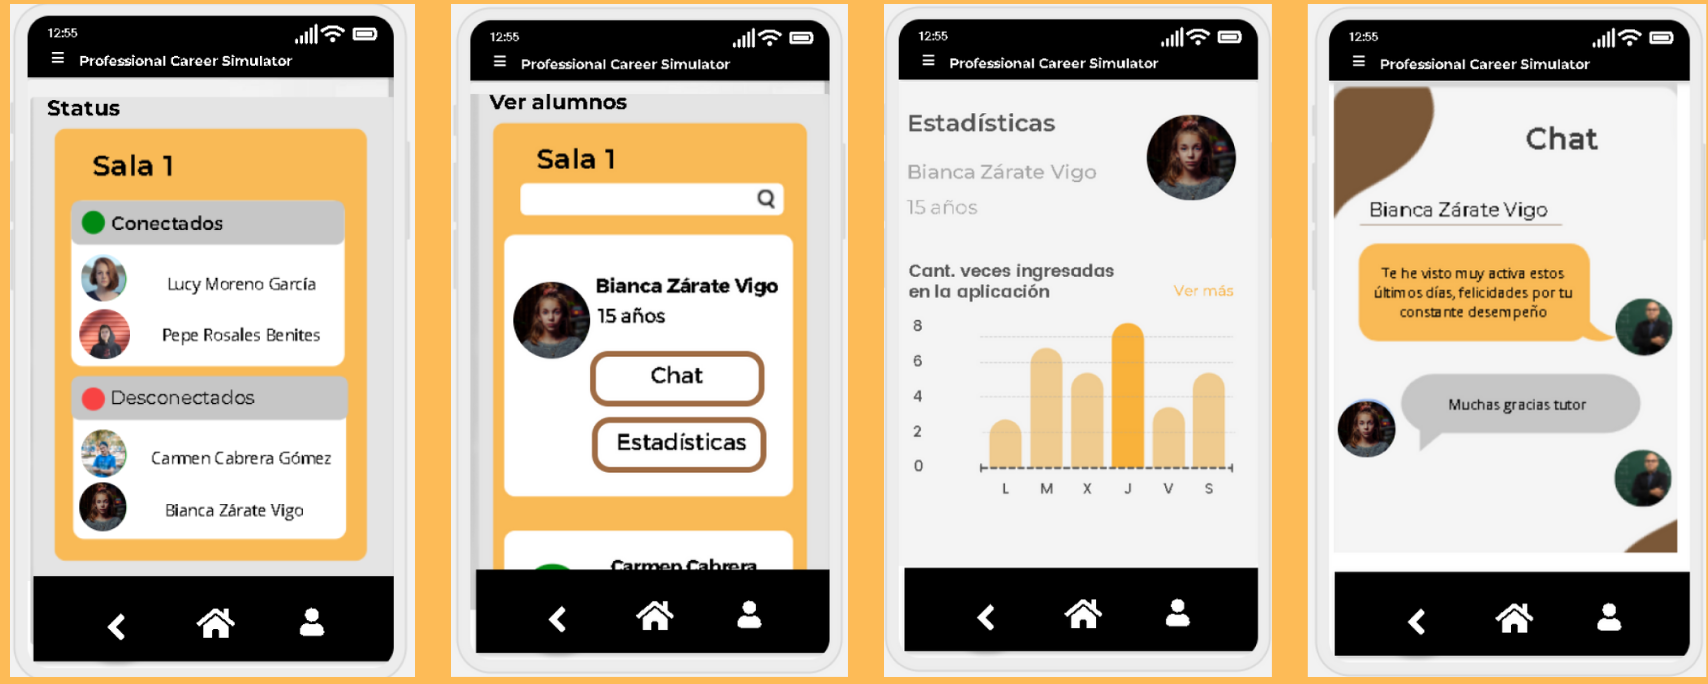 12:55
Professional Career Simulator
Status
Sala 1
Conectados
Lucy Moreno García
Pepe Rosales Benites
Desconectados
Carmen Cabrera Gómez
Bianca Zárate Vigo
12:55
Professional Career Simulator
Ver alumnos
Sala 1
Bianca Zárate Vigo
15 años
Chat
Estadísticas
Carmen Cabrera
12:55
Professional Career Simulator
Estadísticas
Bianca Zárate Vigo
15 años
Cant. veces ingresadas
en la aplicación
Ver más
8
6
4
2
0
L M X J V S
12:55
Professional Career Simulator
Chat
Bianca Zárate Vigo
Te he visto muy activa estos
últimos días, felicidades por tu
constante desempeño
Muchas gracias tutor